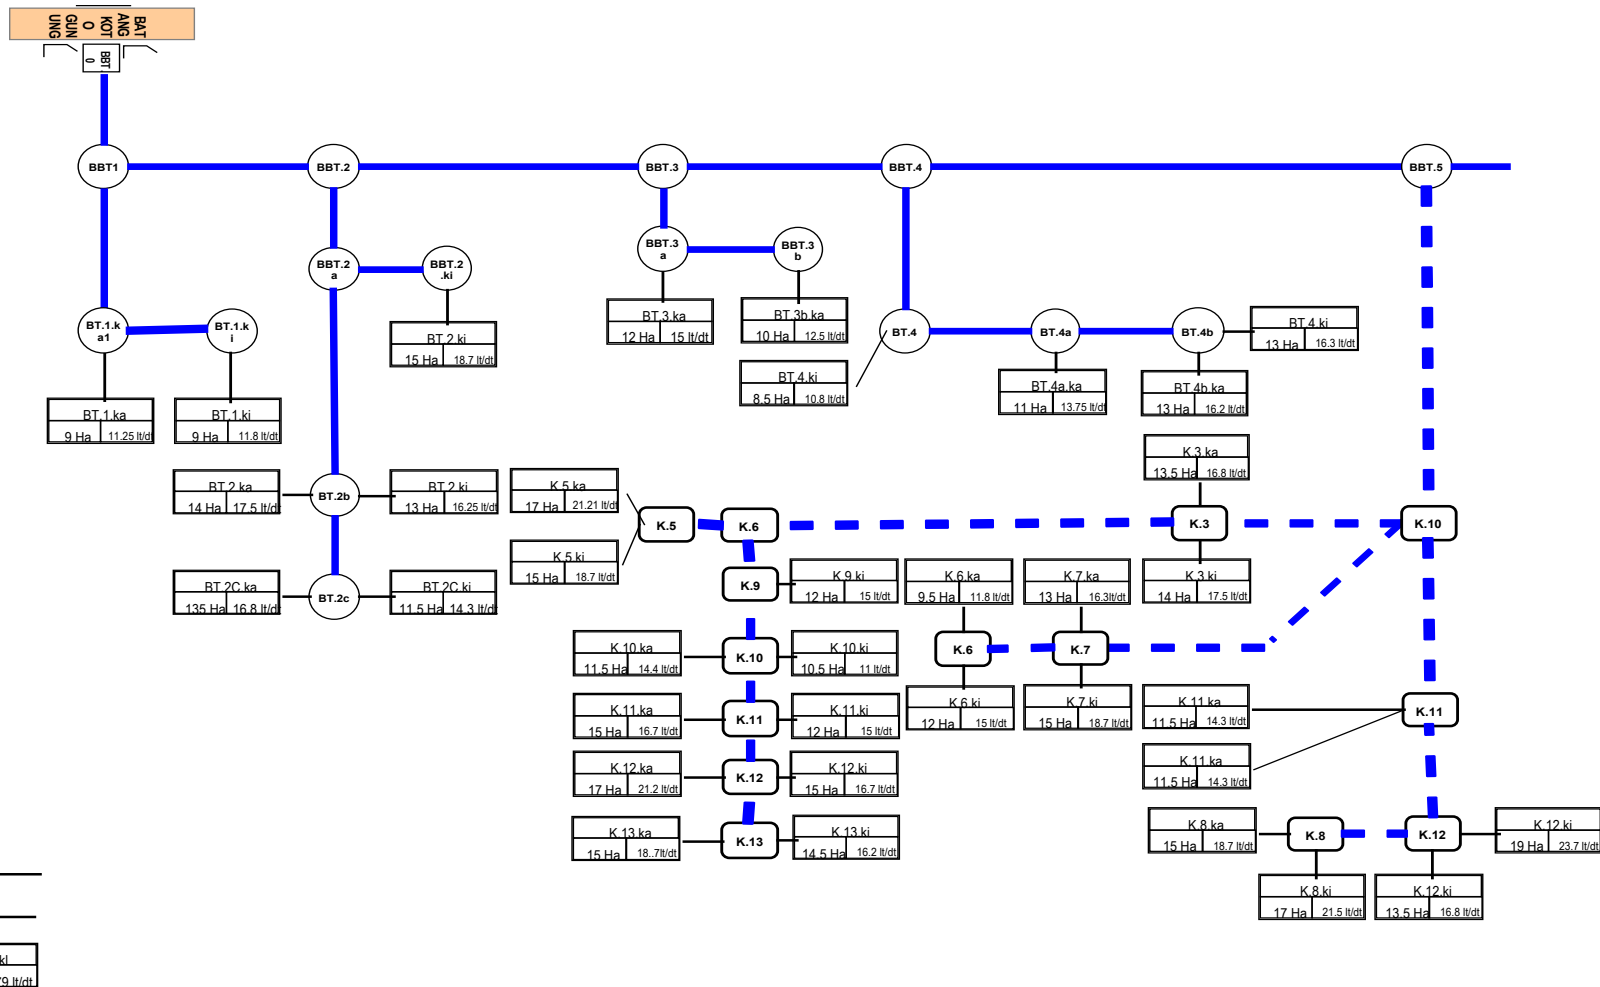 BAT
ANG
KOT
O
GUN
UNG
BBT
0
BBT1
BBT.2
BBT.3
BBT.4
BBT.5
BBT.2
a
BBT.2
.ki
BBT.3
a
BBT.3
b
BT.1.k
a1
BT.1.k
i
BT.2.ki
15 Ha 18.7 lt/dt
BT.3.ka
12 Ha 15 lt/dt
BT.3b.ka
10 Ha 12.5 lt/dt
BT.4
BT.4a
BT.4b
BT.4.ki
13 Ha 16.3 lt/dt
BT.4.ki
8.5 Ha 10.8 lt/dt
BT.4a.ka
11 Ha 13.75 lt/dt
BT.4b.ka
13 Ha 16.2 lt/dt
BT.1.ka
9 Ha 11.25 lt/dt
BT.1.ki
9 Ha 11.8 lt/dt
K.3.ka
13.5 Ha 16.8 lt/dt
BT.2.ka
14 Ha 17.5 lt/dt
BT.2b
BT.2.ki
13 Ha 16.25 lt/dt
K.5.ka
17 Ha 21.21 lt/dt
K.5
K.6
K.3
K.10
K.5.ki
15 Ha 18.7 lt/dt
BT.2C.ka
135 Ha 16.8 lt/dt
BT.2c
BT.2C.ki
11.5 Ha 14.3 lt/dt
K.9
K.9.ki
12 Ha 15 lt/dt
K.6.ka
9.5 Ha 11.8 lt/dt
K.7.ka
13 Ha 16.3lt/dt
K.3.ki
14 Ha 17.5 lt/dt
K.10.ka
11.5 Ha 14.4 lt/dt
K.10
K.10.ki
10.5 Ha 11 lt/dt
K.6
K.7
K.6.ki
12 Ha 15 lt/dt
K.7.ki
15 Ha 18.7 lt/dt
K.11.ka
11.5 Ha 14.3 lt/dt
K.11
K.11.ka
15 Ha 16.7 lt/dt
K.11
K.11.ki
12 Ha 15 lt/dt
K.11.ka
11.5 Ha 14.3 lt/dt
K.12.ka
17 Ha 21.2 lt/dt
K.12
K.12.ki
15 Ha 16.7 lt/dt
K.13.ka
15 Ha 18..7lt/dt
K.13
K.13.ki
14.5 Ha 16.2 lt/dt
K.8.ka
15 Ha 18.7 lt/dt
K.8
K.12
K.12.ki
19 Ha 23.7 lt/dt
K.8.ki
17 Ha 21.5 lt/dt
K.12.ki
13.5 Ha 16.8 lt/dt
lt/dt